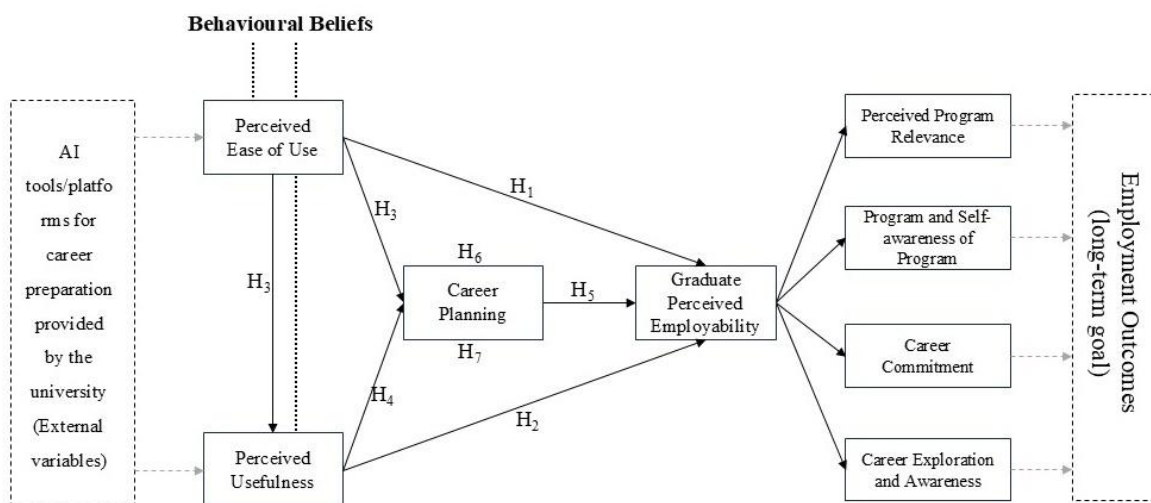 Behavioural Beliefs
AI
tools/platfo
rms for
career
preparation
provided
by the
university
(External
variables)
Perceived
Ease of Use
H3
Perceived
Usefulness
H3
H4
H6
Career
Planning
H7
H1
H5
H2
Graduate
Perceived
Employability
Perceived Program
Relevance
Program and Self-
awareness of
Program
Career
Commitment
Career Exploration
and Awareness
Employment Outcomes
(long-term goal)